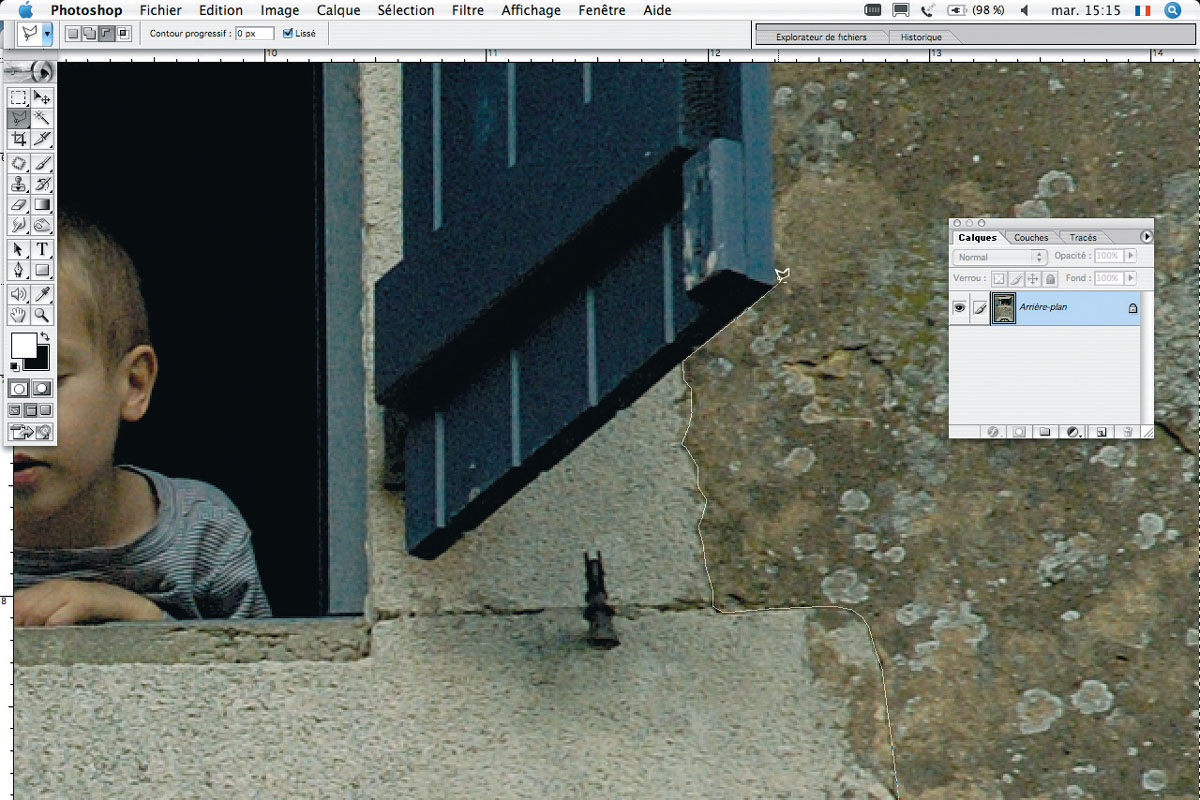 Photoshop Fichier Edition Image Calque Sélection Filtre Affichage Fenêtre Aide (98 %) mar. 15:15
Contour progressif : 0 px Lissé Explorateur de fichiers Historique
10 11 12 13 14
Calques Couches Tracés
Normal Opacité : 100%
Verrou : Fond : 100%
Arrière-plan
T
8